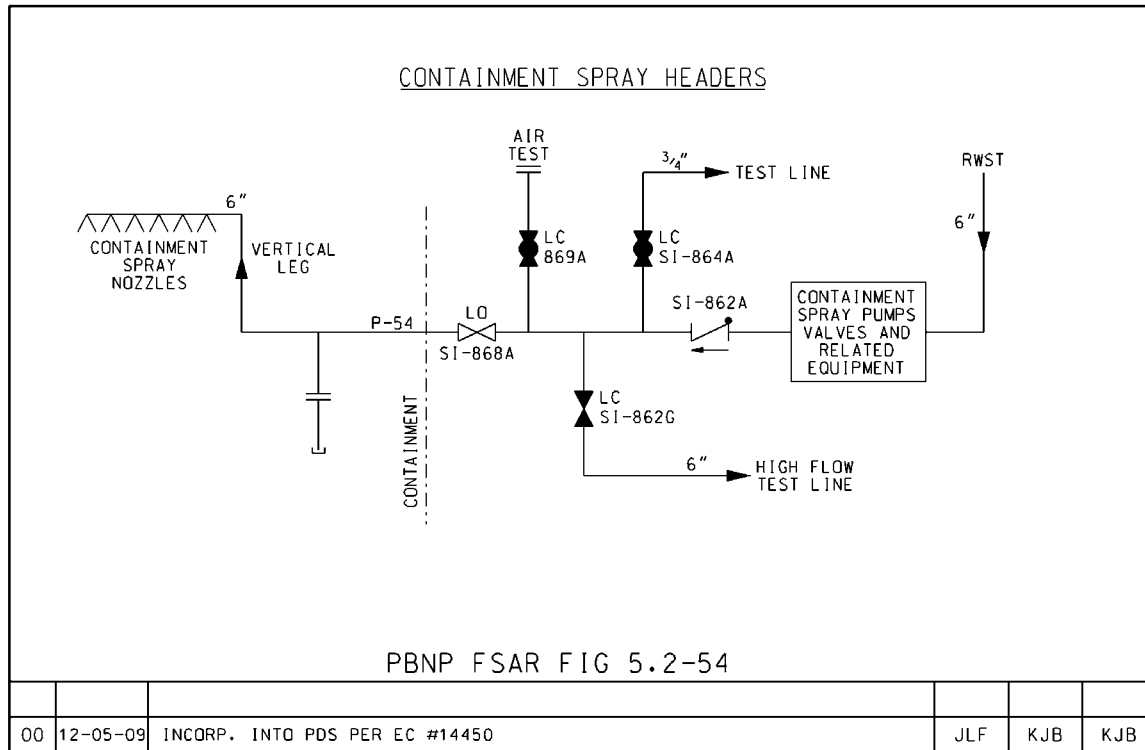 CONTAINMENT SPRAY HEADERS
AIR
TEST
3/4"
TEST LINE
RWST
6"
6"
CONTAINMENT
SPRAY
NOZZLES
VERTICAL
LEG
LC
869A
LC
SI-864A
SI-862A
CONTAINMENT
SPRAY PUMPS
VALVES AND
RELATED
EQUIPMENT
P-54
LO
SI-868A
LC
SI-862G
CONTAINMENT
6"
HIGH FLOW
TEST LINE
PBNP FSAR FIG 5.2-54
00 12-05-09 INCORP. INTO PDS PER EC #14450 JLF KJB KJB